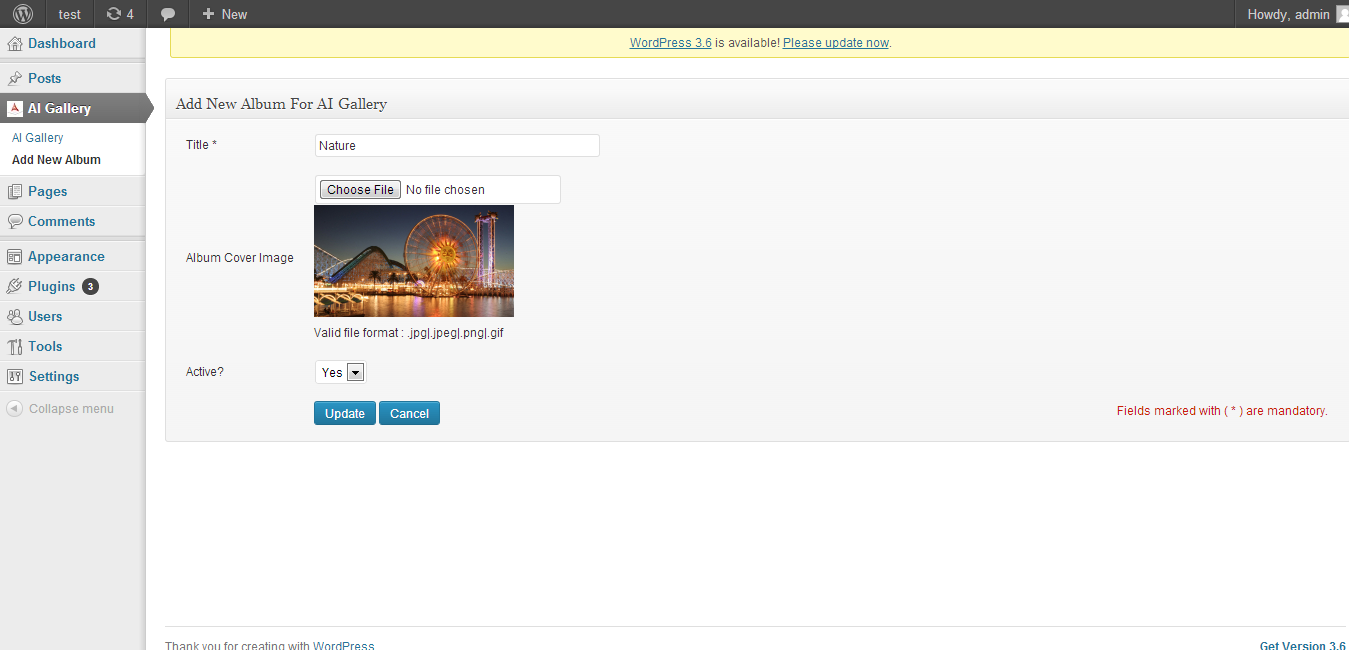 test 4 New Howdy, admin
Dashboard
Posts
AI Gallery
AI Gallery
Add New Album
Pages
Comments
Appearance
Plugins 3
Users
Tools
Settings
Collapse menu
WordPress 3.6 is available! Please update now.
Add New Album For AI Gallery
Title * Nature
Choose File No file chosen
Album Cover Image
Valid file format : .jpg|.jpeg|.png|.gif
Active? Yes
Update Cancel Fields marked with ( * ) are mandatory.
Thank you for creating with WordPress Get Version 3.6